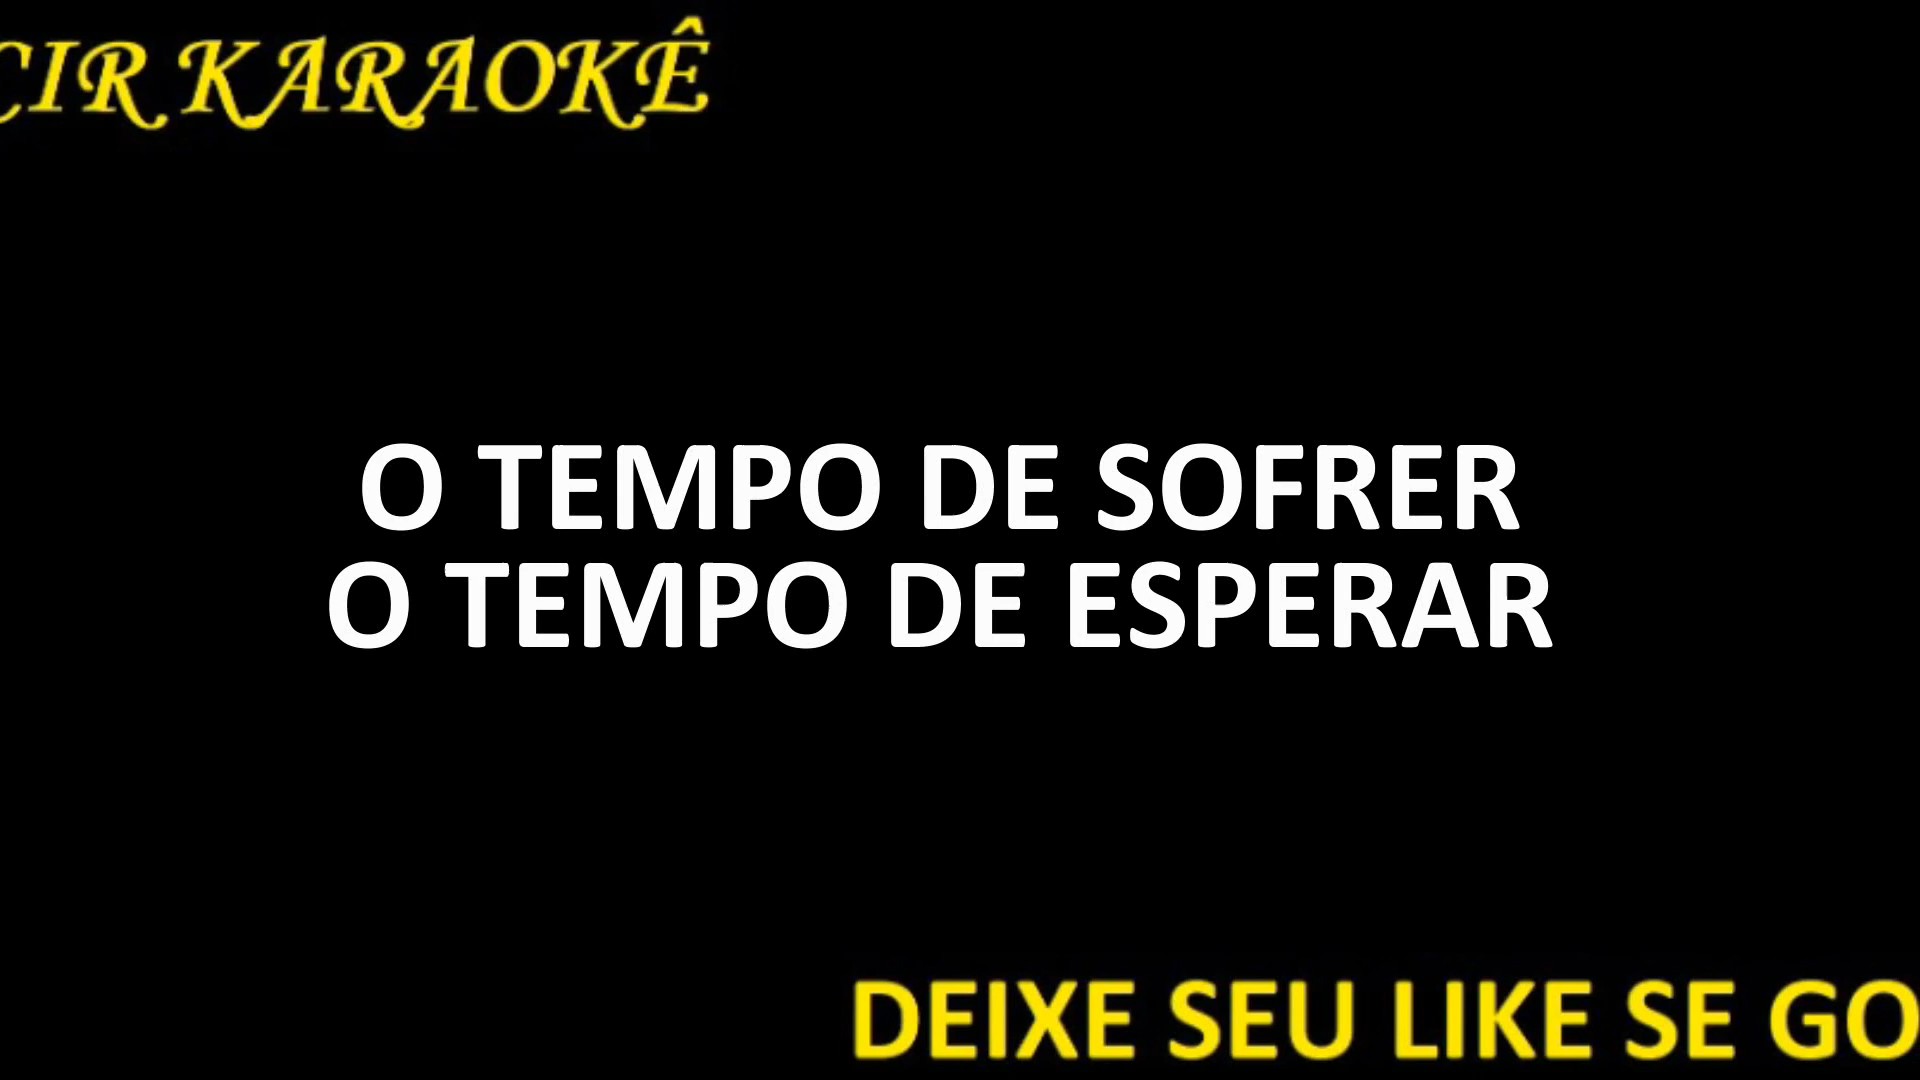 CIR KARAOKÊ
O TEMPO DE SOFRER
O TEMPO DE ESPERAR
DEIXE SEU LIKE SE GO